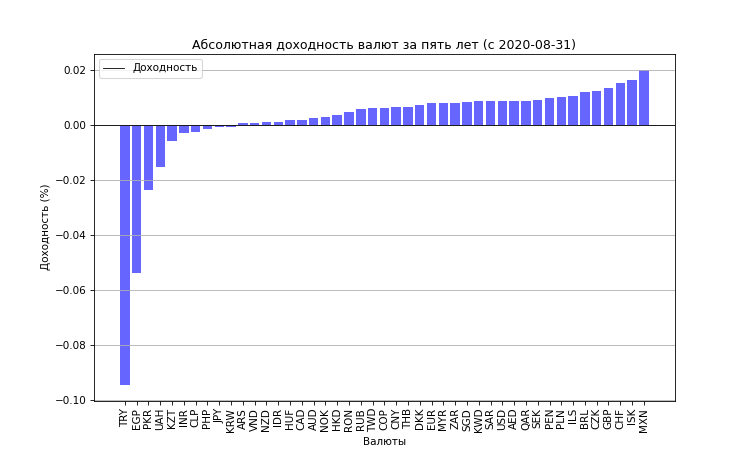 Абсолютная доходность валют за пять лет (с 2020-08-31)
Доходность
0.02
0.00
−0.02
−0.04
−0.06
−0.08
−0.10
Доходность (%)
TRY
EGP
PKR
UAH
KZT
INR
CLP
PHP
JPY
KRW
ARS
VND
NZD
IDR
HUF
CAD
AUD
NOK
HKD
RON
RUB
TWD
COP
CNY
THB
DKK
EUR
MYR
ZAR
SGD
KWD
SAR
USD
AED
QAR
SEK
PEN
PLN
ILS
BRL
CZK
GBP
CHF
ISK
MXN
Валюты